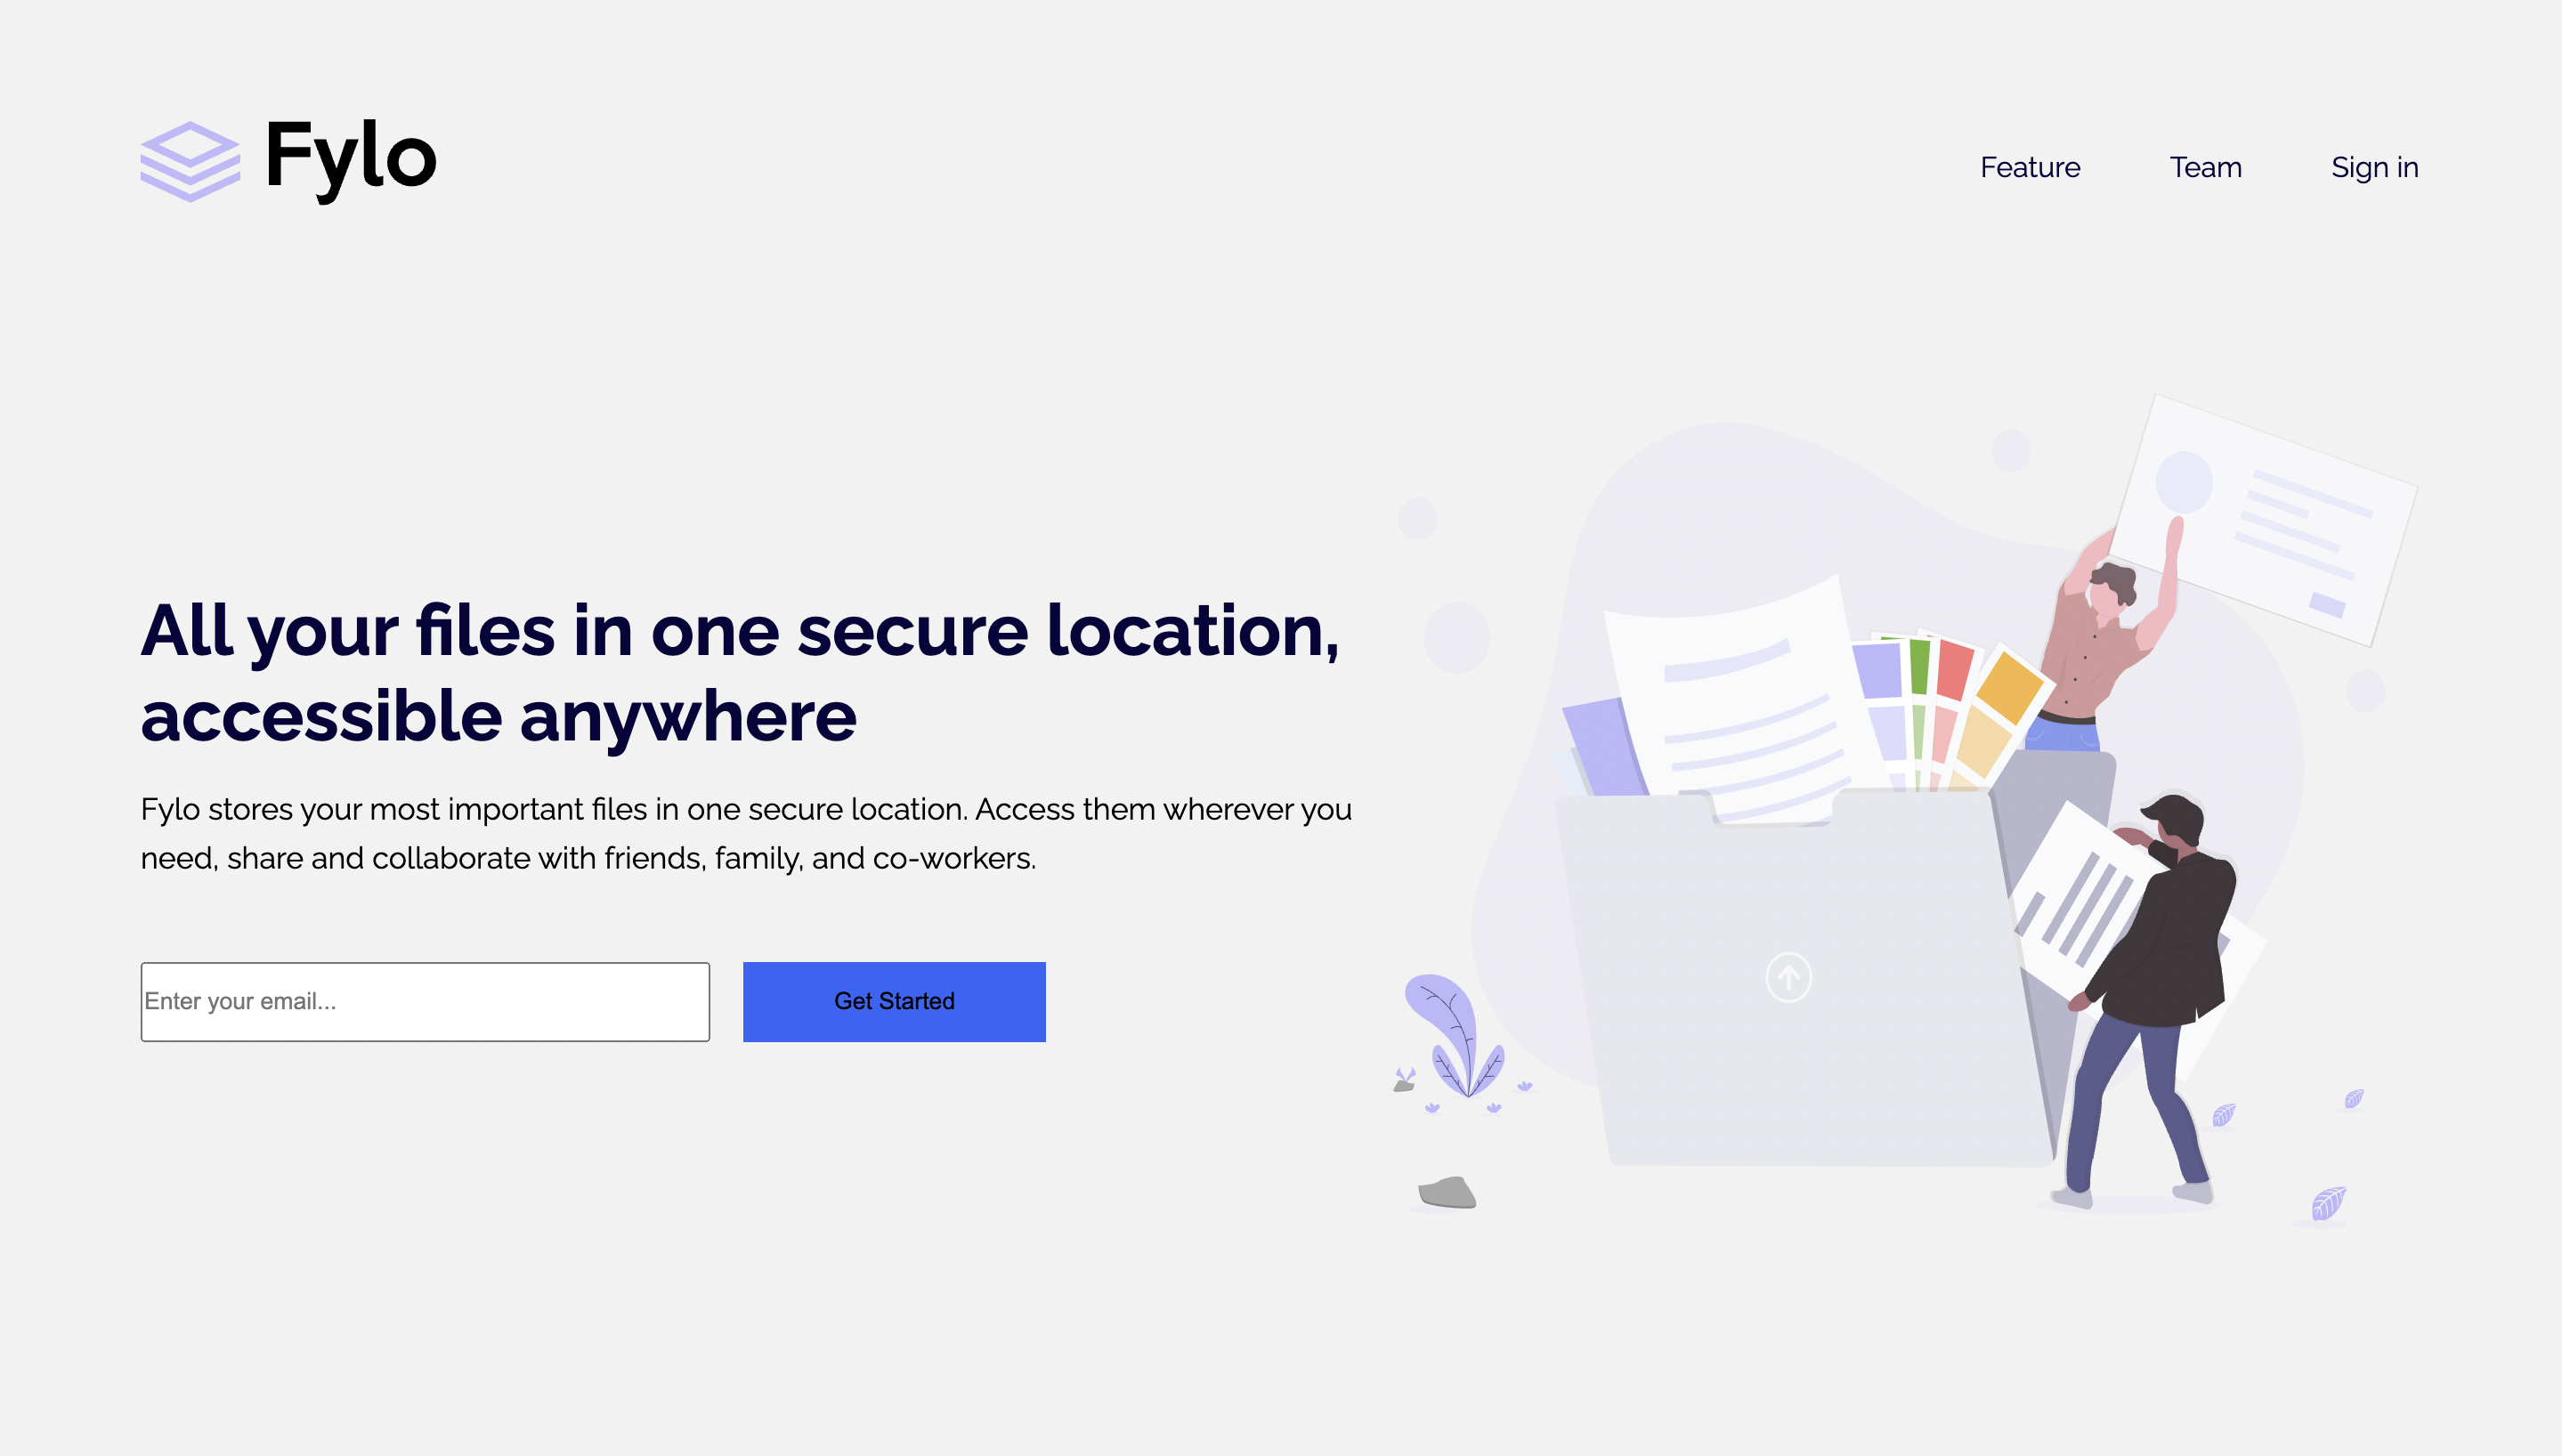 Fylo
Feature
Team
Sign in
All your files in one secure location,
accessible anywhere
Fylo stores your most important files in one secure location. Access them wherever you
need, share and collaborate with friends, family, and co-workers.
Enter your email...
Get Started